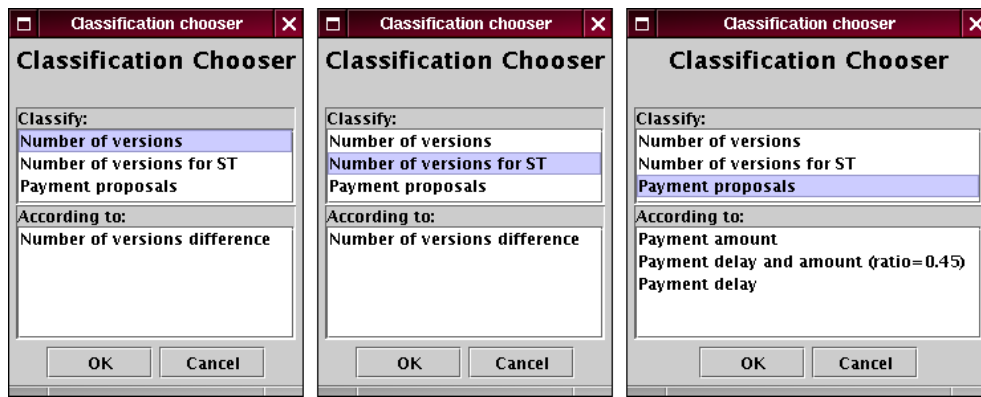 Classification chooser
Classification Chooser
Classify:
Number of versions
Number of versions for ST
Payment proposals
According to:
Number of versions difference
OK Cancel
Classification chooser
Classification Chooser
Classify:
Number of versions
Number of versions for ST
Payment proposals
According to:
Number of versions difference
OK Cancel
Classification chooser
Classification Chooser
Classify:
Number of versions
Number of versions for ST
Payment proposals
According to:
Payment amount
Payment delay and amount (ratio=0.45)
Payment delay
OK Cancel